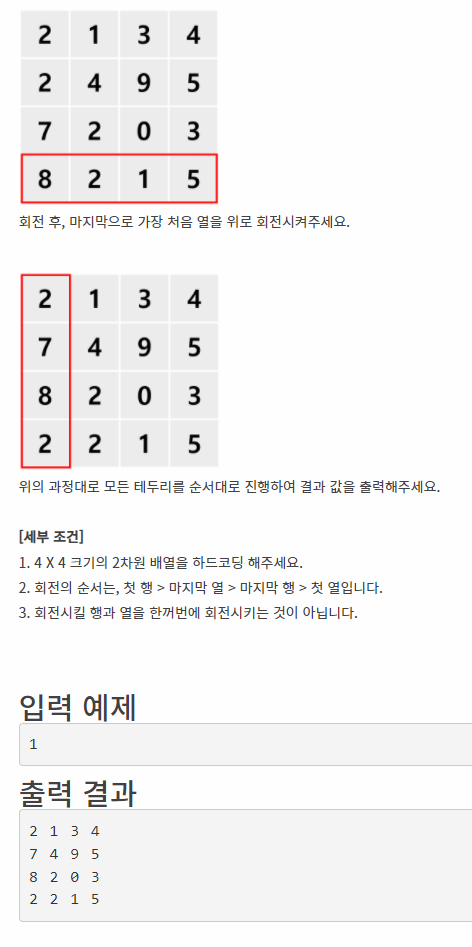 2 1 3 4
2 4 9 5
7 2 0 3
8 2 1 5
회전 후, 마지막으로 가장 처음 열을 위로 회전시켜주세요.
2 1 3 4
7 4 9 5
8 2 0 3
2 2 1 5
위의 과정대로 모든 테두리를 순서대로 진행하여 결과 값을 출력해주세요.
[세부 조건]
1. 4 X 4 크기의 2차원 배열을 하드코딩 해주세요.
2. 회전의 순서는, 첫 행 > 마지막 열 > 마지막 행 > 첫 열입니다.
3. 회전시킬 행과 열을 한꺼번에 회전시키는 것이 아닙니다.
입력 예제
1
출력 결과
2 1 3 4
7 4 9 5
8 2 0 3
2 2 1 5